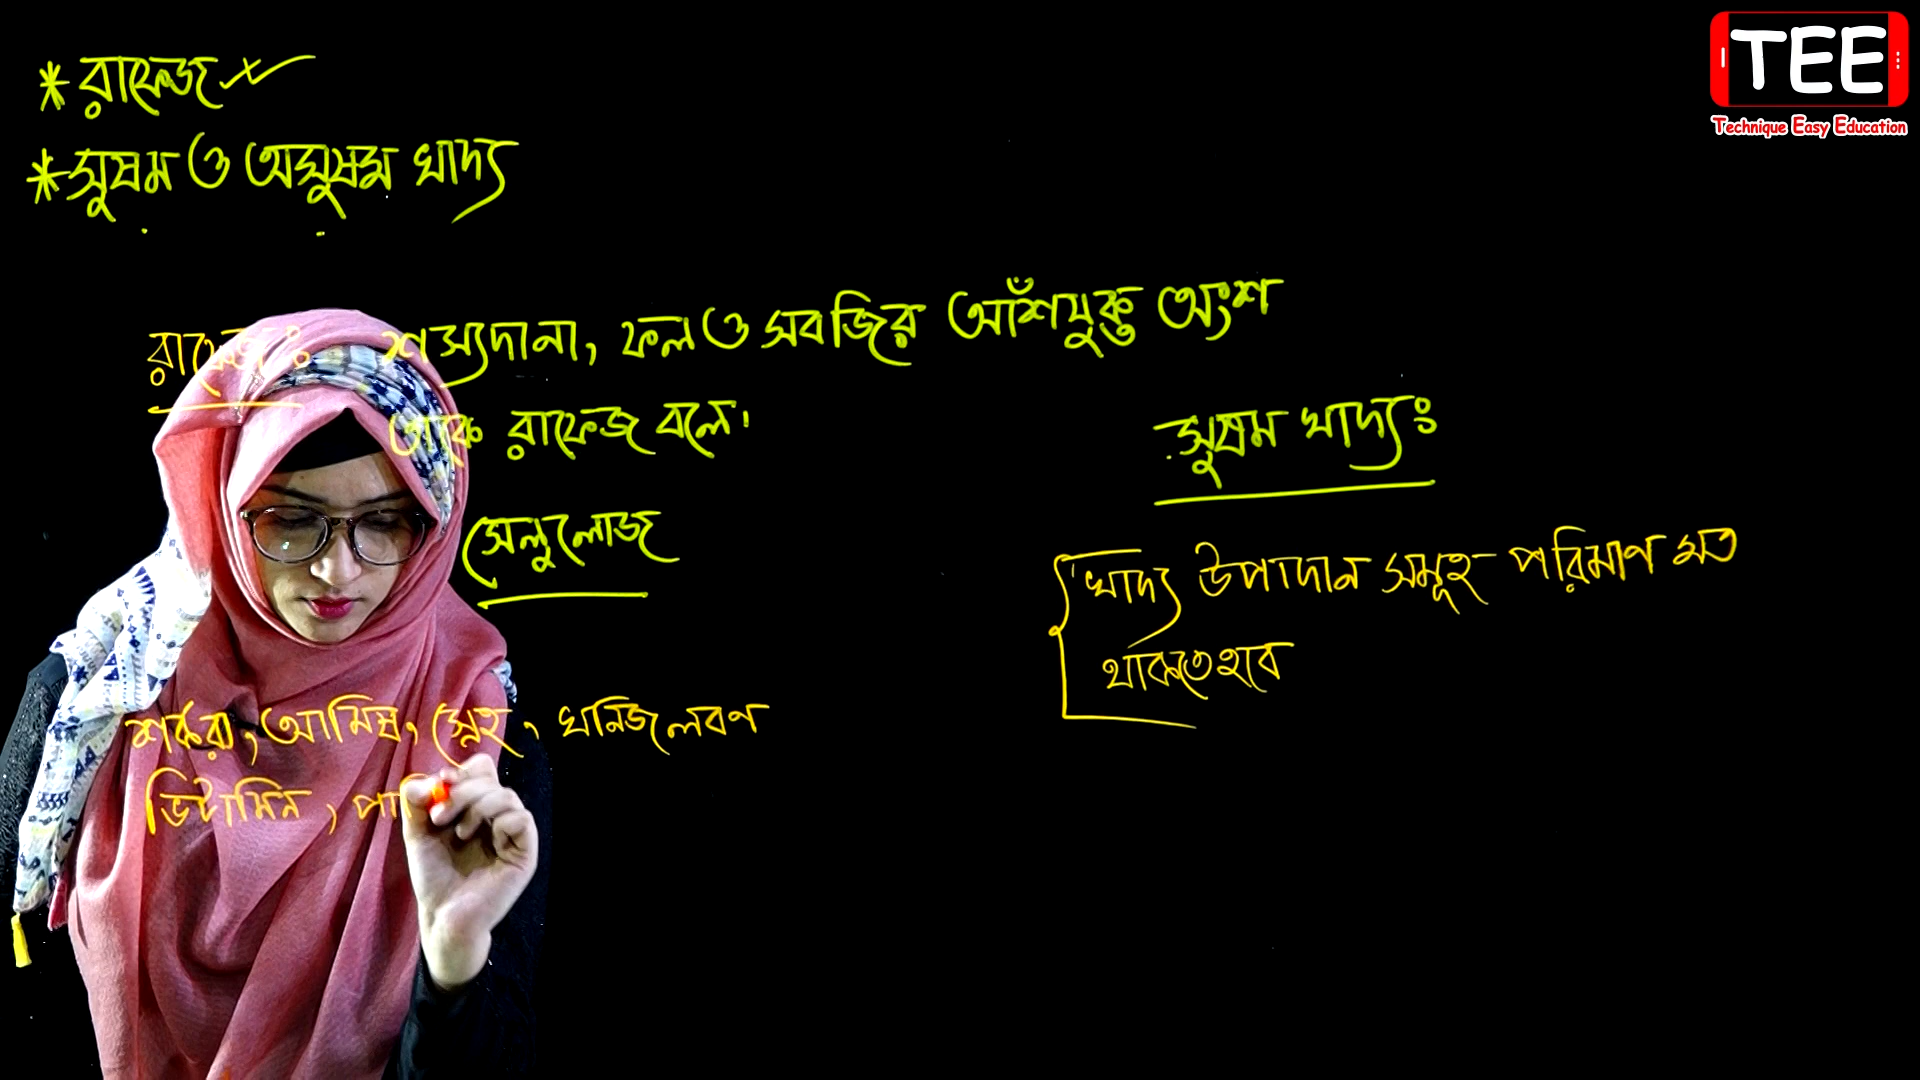 * রাফেজ
* সুষম ও অসুষম খাদ্য
রাফেজঃ শস্যদানা, ফল ও সবজির আঁশযুক্ত অংশ
তাকে রাফেজ বলে।
সেলুলোজ
শর্করা, আমিষ, স্নেহ, খনিজ লবণ
ভিটামিন, পানি
সুষম খাদ্যঃ
খাদ্য উপাদান সমূহ পরিমাণ মত
থাকতে হবে
TEE
Technique Easy Education